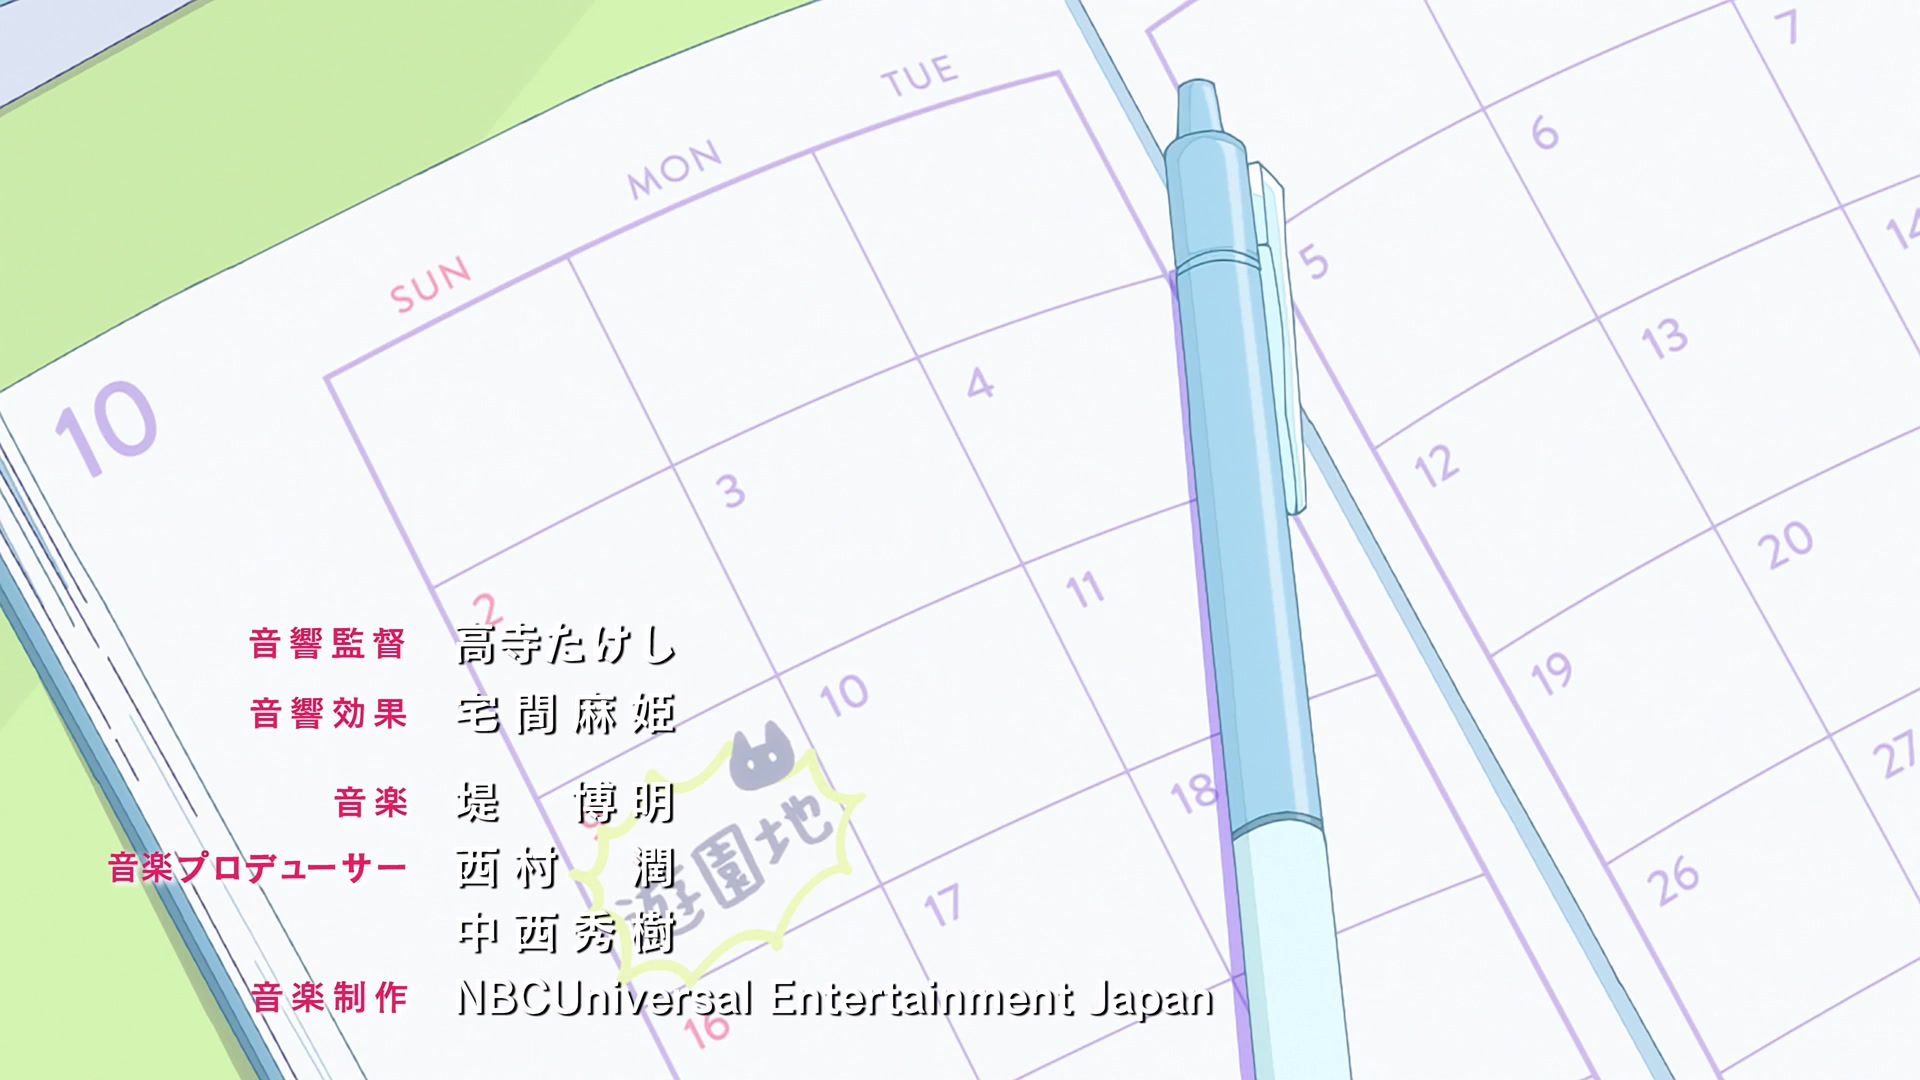 TUE
MON
SUN
10
7
6
5
14
4
13
3
12
2
11
20
10
19
9
18
27
遊園地
17
26
16
音響監督 高寺たけし
音響効果 宅間麻姫
音楽 堤 博明
音楽プロデューサー 西村 潤
中西秀樹
音楽制作 NBCUniversal Entertainment Japan